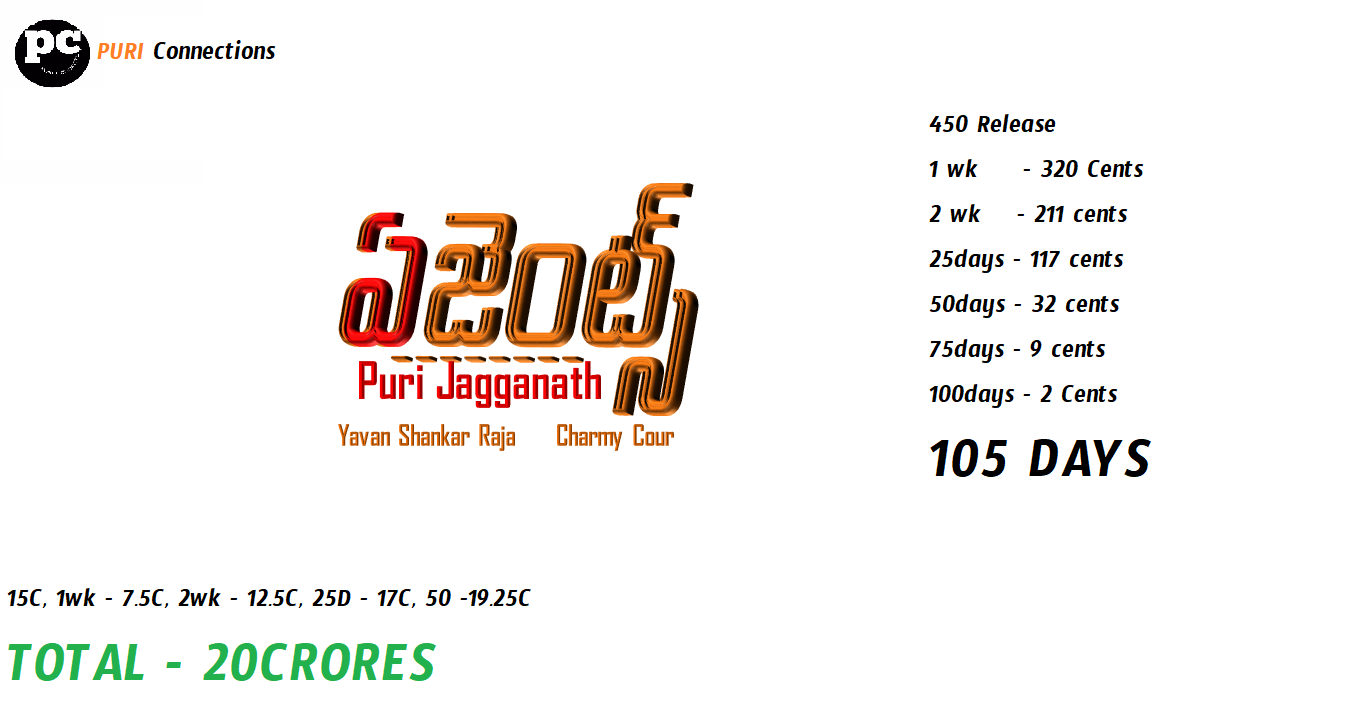 pc PURI Connections
450 Release
1 wk - 320 Cents
2 wk - 211 cents
25days - 117 cents
50days - 32 cents
75days - 9 cents
100days - 2 Cents
105 DAYS
ఏజెంట్స్
Puri Jagganath
Yavan Shankar Raja Charmy Cour
15C, 1wk - 7.5C, 2wk - 12.5C, 25D - 17C, 50 -19.25C
TOTAL - 20CRORES